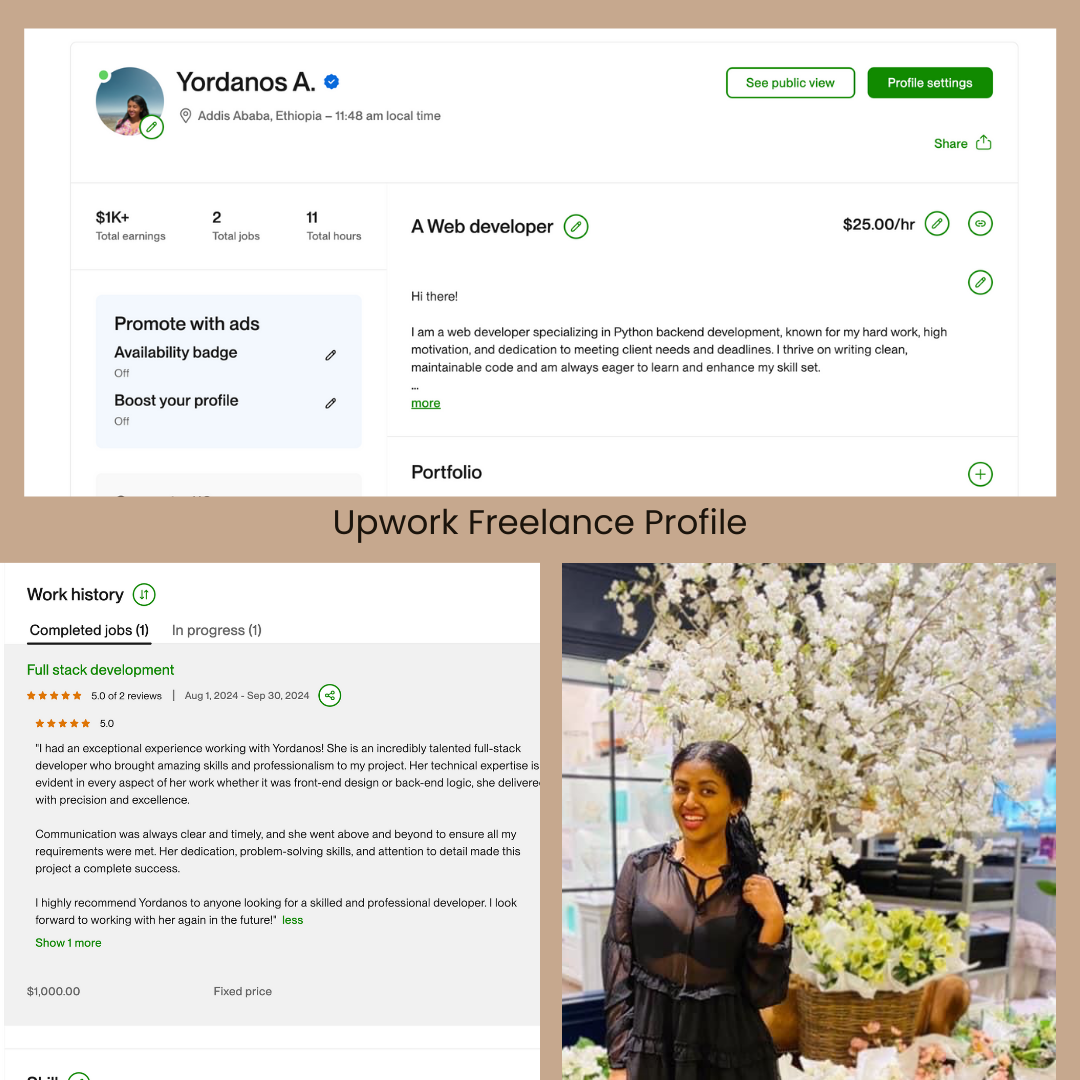 Yordanos A.
See public view
Profile settings
Addis Ababa, Ethiopia – 11:48 am local time
Share
$1K+
2
11
Total earnings
Total jobs
Total hours
A Web developer
$25.00/hr
Promote with ads
Availability badge
Off
Boost your profile
Off
Hi there!
I am a web developer specializing in Python backend development, known for my hard work, high
motivation, and dedication to meeting client needs and deadlines. I thrive on writing clean,
maintainable code and am always eager to learn and enhance my skill set.
...
more
Portfolio
Upwork Freelance Profile
Work history
Completed jobs (1)
In progress (1)
Full stack development
5.0 of 2 reviews | Aug 1, 2024 - Sep 30, 2024
5.0
"I had an exceptional experience working with Yordanos! She is an incredibly talented full-stack
developer who brought amazing skills and professionalism to my project. Her technical expertise is
evident in every aspect of her work whether it was front-end design or back-end logic, she delivered
with precision and excellence.
Communication was always clear and timely, and she went above and beyond to ensure all my
requirements were met. Her dedication, problem-solving skills, and attention to detail made this
project a complete success.
I highly recommend Yordanos to anyone looking for a skilled and professional developer. I look
forward to working with her again in the future!" less
Show 1 more
$1,000.00
Fixed price